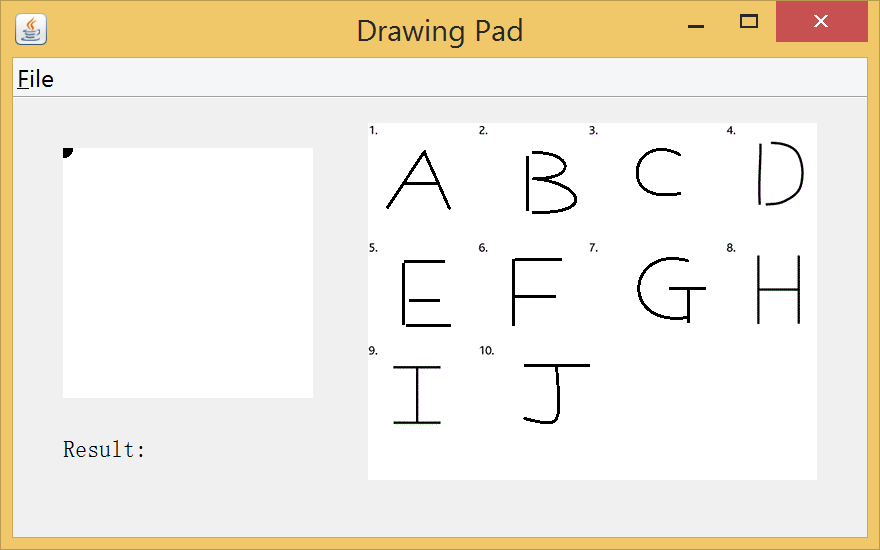 Drawing Pad
File
1. A 2. B 3. C 4. D
5. E 6. F 7. G 8. H
9. I 10. J
Result: